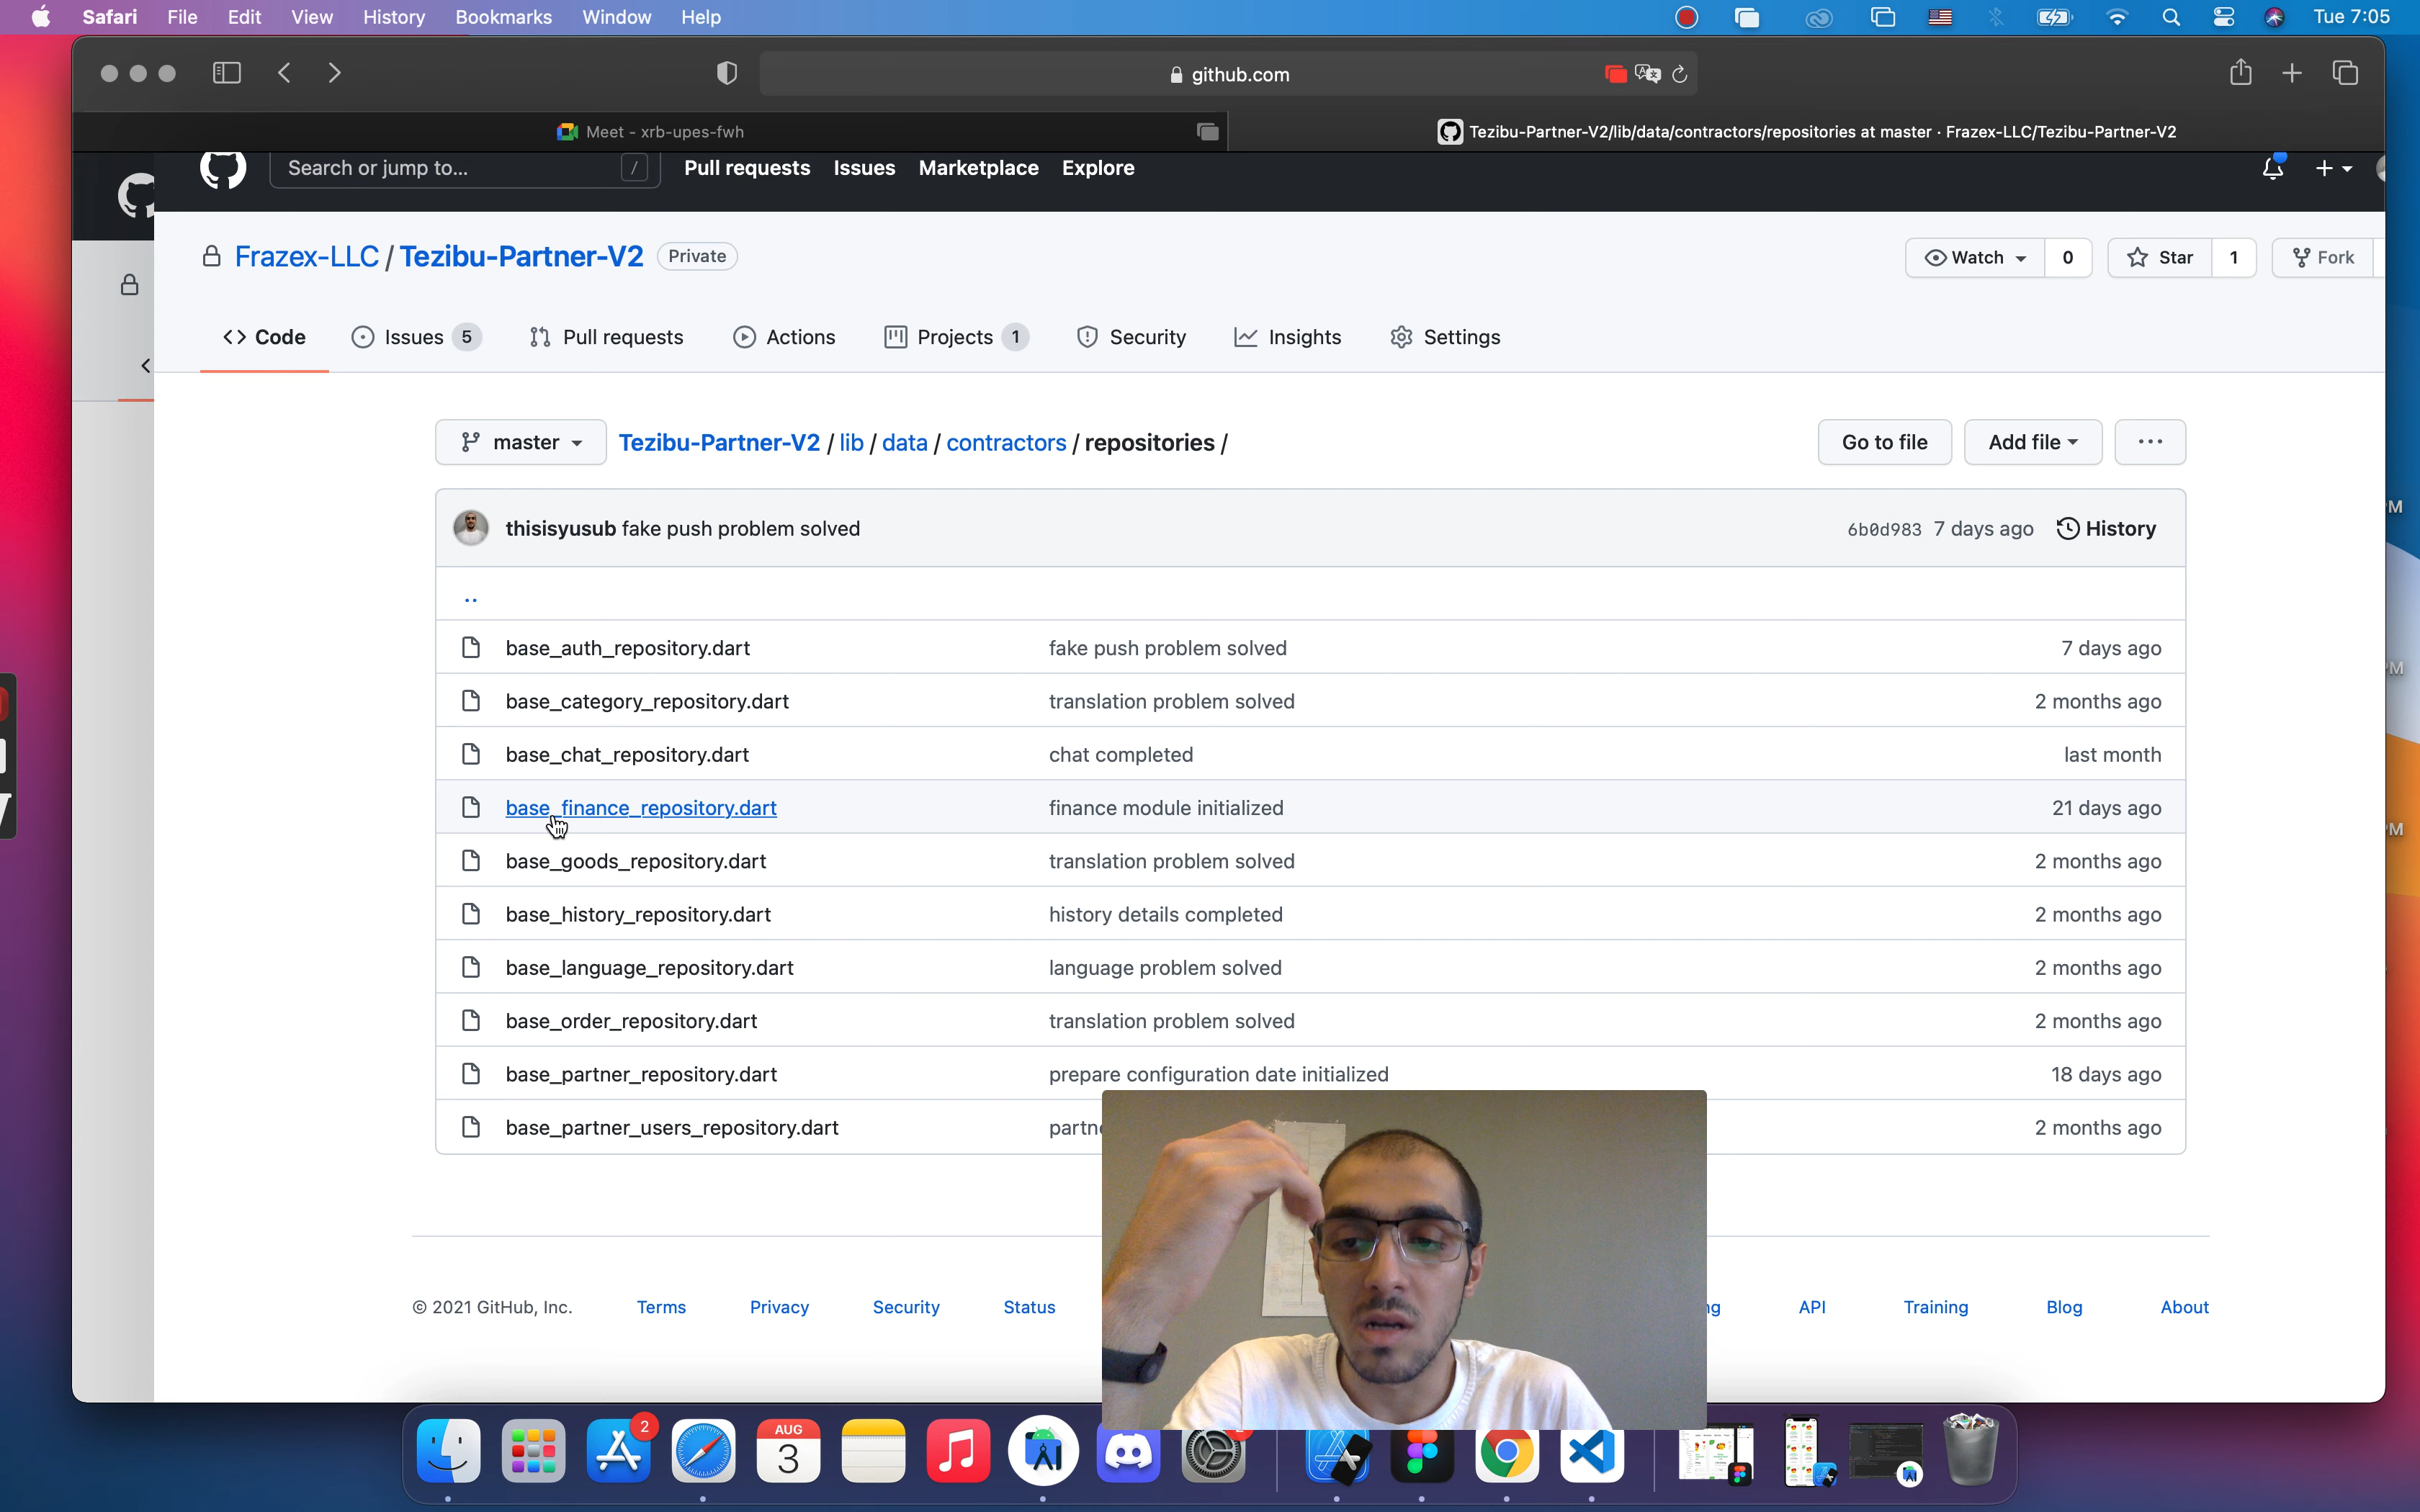 Safari File Edit View History Bookmarks Window Help Tue 7:05
github.com
Meet - xrb-upes-fwh Tezibu-Partner-V2/lib/data/contractors/repositories at master · Frazex-LLC/Tezibu-Partner-V2
Search or jump to... / Pull requests Issues Marketplace Explore
Frazex-LLC / Tezibu-Partner-V2 Private Watch 0 Star 1 Fork
Code Issues 5 Pull requests Actions Projects 1 Security Insights Settings
master Tezibu-Partner-V2 / lib / data / contractors / repositories / Go to file Add file ...
thisisyusub fake push problem solved 6b0d983 7 days ago History
..
base_auth_repository.dart fake push problem solved 7 days ago
base_category_repository.dart translation problem solved 2 months ago
base_chat_repository.dart chat completed last month
base_finance_repository.dart finance module initialized 21 days ago
base_goods_repository.dart translation problem solved 2 months ago
base_history_repository.dart history details completed 2 months ago
base_language_repository.dart language problem solved 2 months ago
base_order_repository.dart translation problem solved 2 months ago
base_partner_repository.dart prepare configuration date initialized 18 days ago
base_partner_users_repository.dart 2 months ago
© 2021 GitHub, Inc. Terms Privacy Security Status API Training Blog About
2 AUG
3